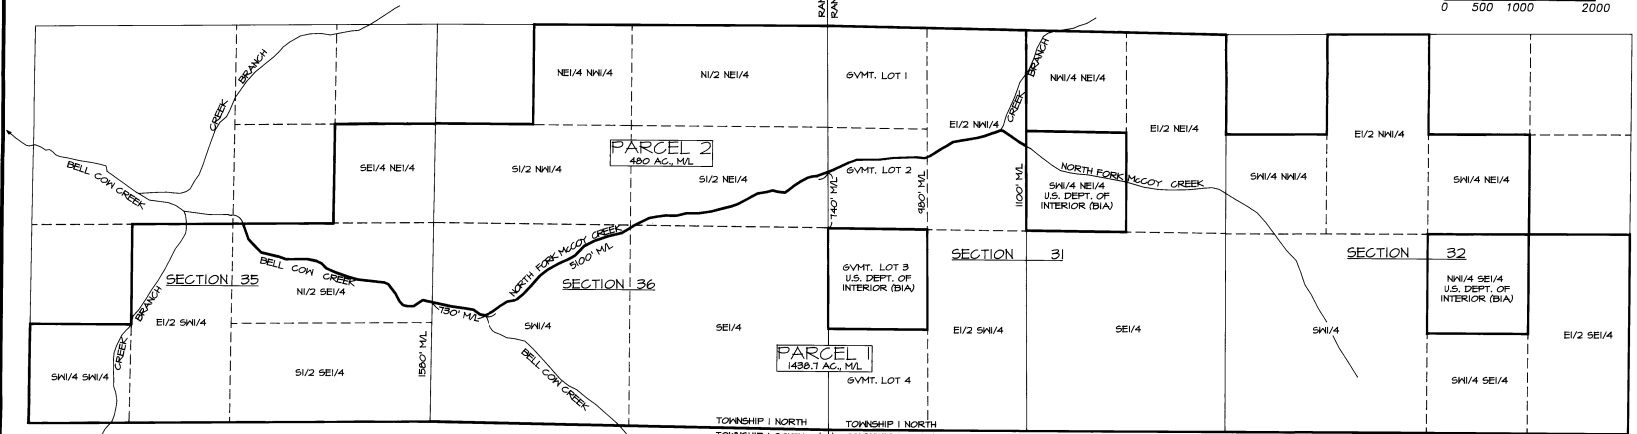 RAN
RAN
0 500 1000 2000
CREEK BRANCH
NE1/4 NW1/4
N1/2 NE1/4
GVMT. LOT 1
CREEK BRANCH
NW1/4 NE1/4
E1/2 NW1/4
E1/2 NE1/4
E1/2 NW1/4
PARCEL 2
480 AC., M/L
BELL COW CREEK
SE1/4 NE1/4
S1/2 NW1/4
S1/2 NE1/4
740' M/L
GVMT. LOT 2
980' M/L
1100' M/L
NORTH FORK McCOY CREEK
SW1/4 NE1/4
U.S. DEPT. OF
INTERIOR (BIA)
SW1/4 NW1/4
SW1/4 NE1/4
SECTION 35
BELL COW CREEK
N1/2 SE1/4
NORTH FORK McCOY CREEK
5100' M/L
SECTION 36
GVMT. LOT 3
U.S. DEPT. OF
INTERIOR (BIA)
SECTION 31
SECTION 32
NW1/4 SE1/4
U.S. DEPT. OF
INTERIOR (BIA)
CREEK BRANCH
E1/2 SW1/4
730' M/L
SW1/4
SE1/4
E1/2 SW1/4
SE1/4
SW1/4
E1/2 SE1/4
1580' M/L
PARCEL 1
1438.7 AC., M/L
SW1/4 SW1/4
S1/2 SE1/4
BELL COW CREEK
GVMT. LOT 4
SW1/4 SE1/4
TOWNSHIP 1 NORTH TOWNSHIP 1 NORTH